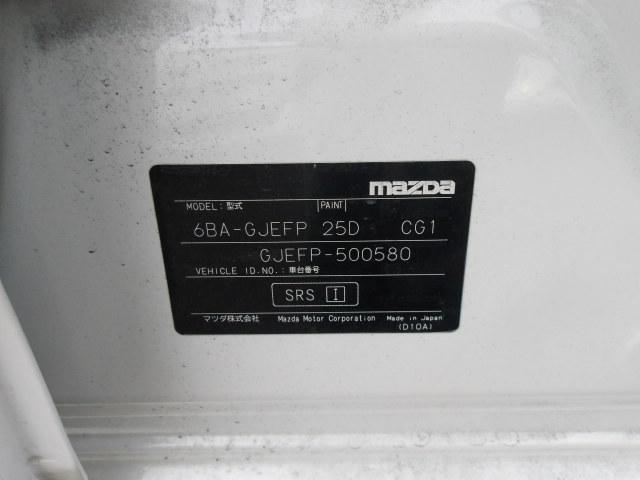 mazda
MODEL: 型式 PAINT
6BA-GJEFP 25D CG1
GJEFP-500580
VEHICLE ID.NO.: 車台番号
SRS I
マツダ株式会社 Mazda Motor Corporation Made in Japan
(D10A)